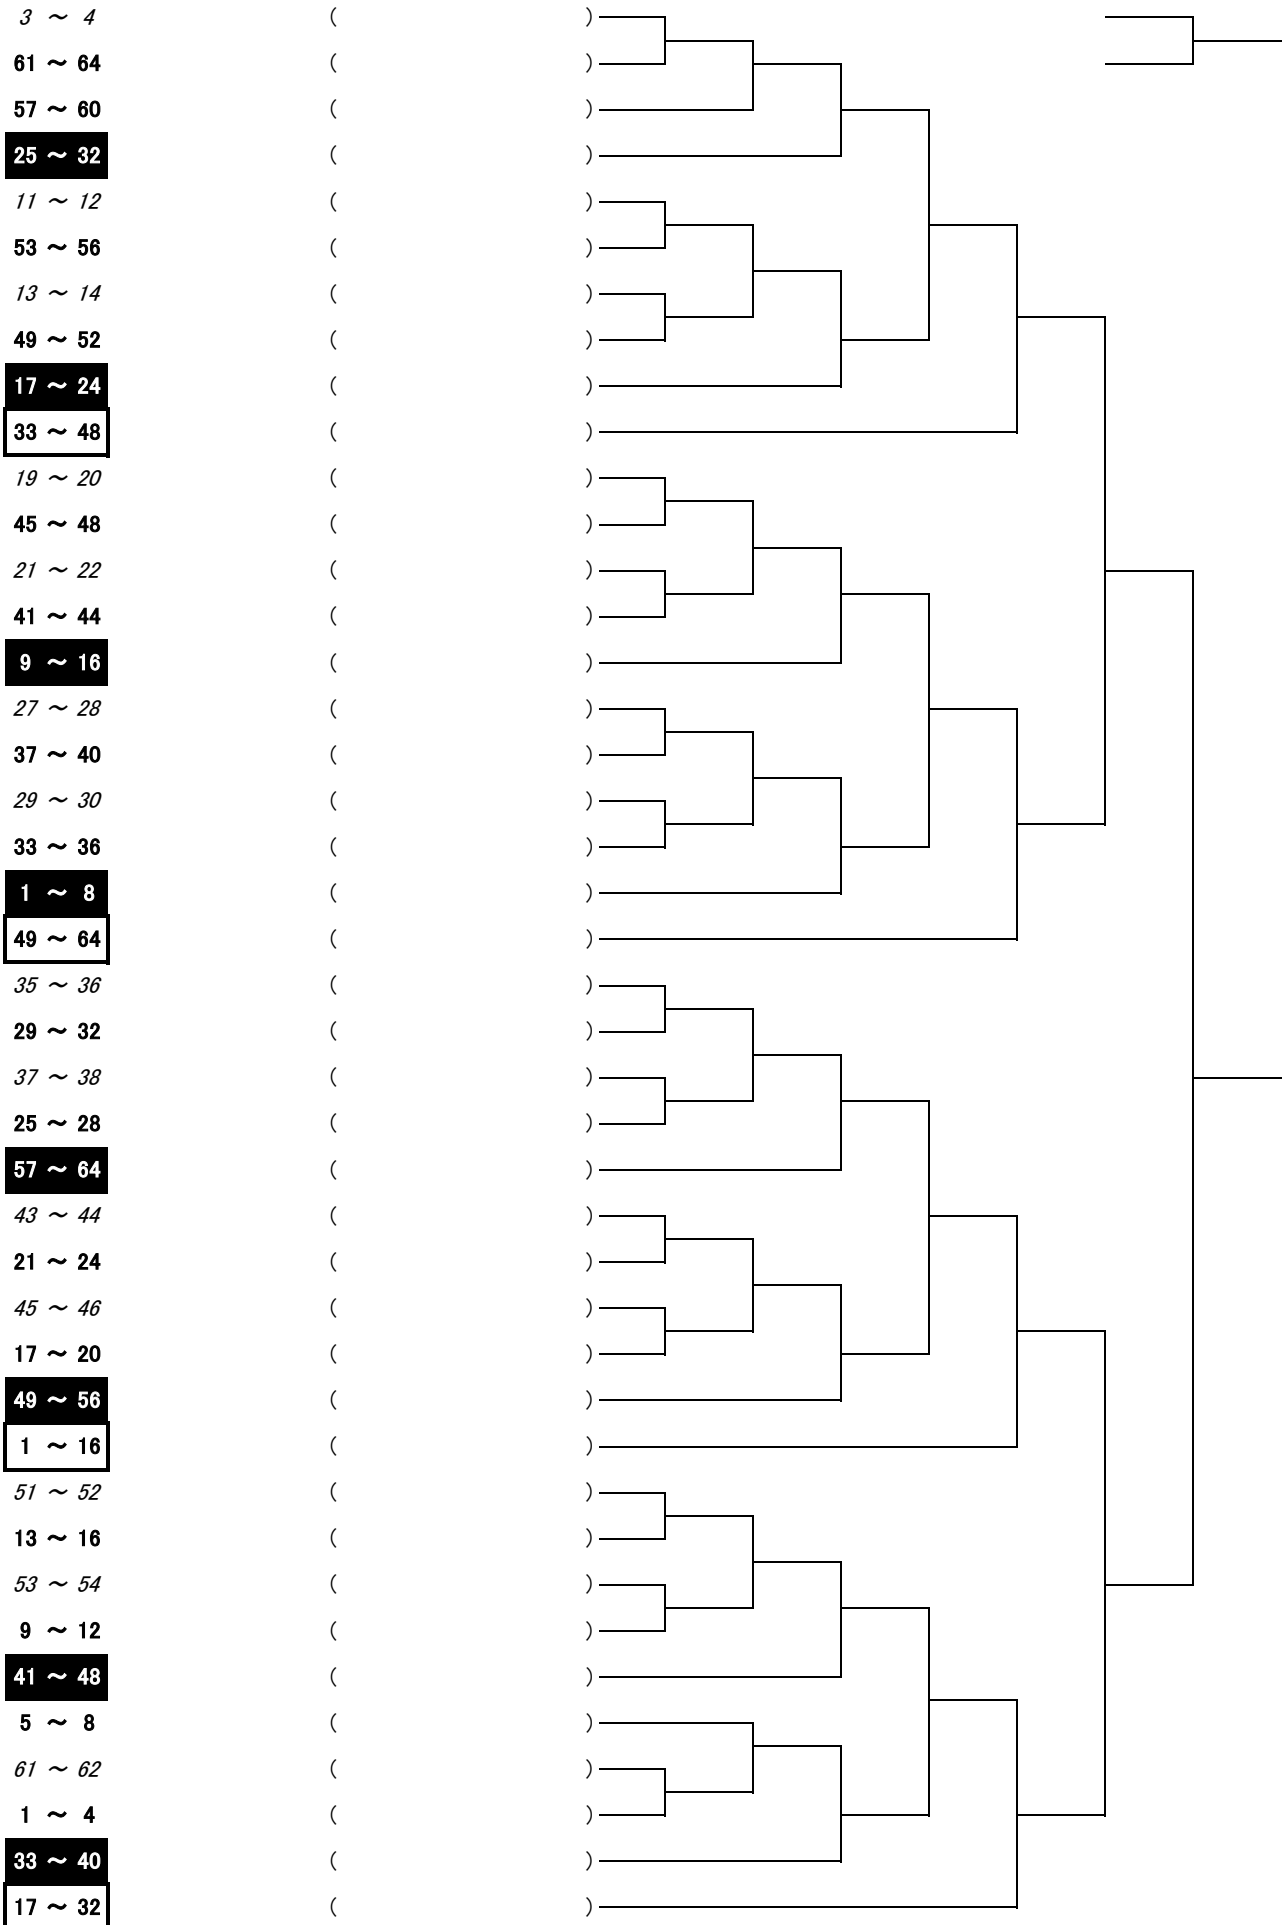 3 ～ 4 ( )
61 ～ 64 ( )
57 ～ 60 ( )
25 ～ 32 ( )
11 ～ 12 ( )
53 ～ 56 ( )
13 ～ 14 ( )
49 ～ 52 ( )
17 ～ 24 ( )
33 ～ 48 ( )
19 ～ 20 ( )
45 ～ 48 ( )
21 ～ 22 ( )
41 ～ 44 ( )
9 ～ 16 ( )
27 ～ 28 ( )
37 ～ 40 ( )
29 ～ 30 ( )
33 ～ 36 ( )
1 ～ 8 ( )
49 ～ 64 ( )
35 ～ 36 ( )
29 ～ 32 ( )
37 ～ 38 ( )
25 ～ 28 ( )
57 ～ 64 ( )
43 ～ 44 ( )
21 ～ 24 ( )
45 ～ 46 ( )
17 ～ 20 ( )
49 ～ 56 ( )
1 ～ 16 ( )
51 ～ 52 ( )
13 ～ 16 ( )
53 ～ 54 ( )
9 ～ 12 ( )
41 ～ 48 ( )
5 ～ 8 ( )
61 ～ 62 ( )
1 ～ 4 ( )
33 ～ 40 ( )
17 ～ 32 ( )